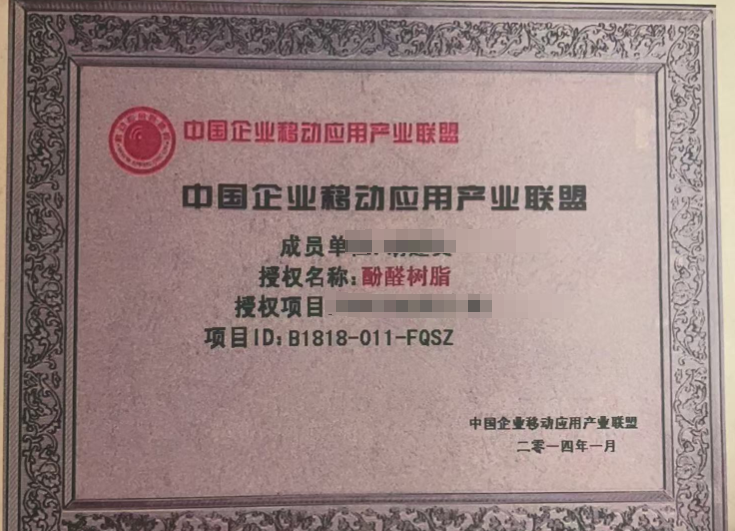 中国企业移动应用产业联盟
中国企业移动应用产业联盟
成员单
授权名称:酚醛树脂
授权项目
项目ID:B1818-011-FQSZ
中国企业移动应用产业联盟
二零一四年一月